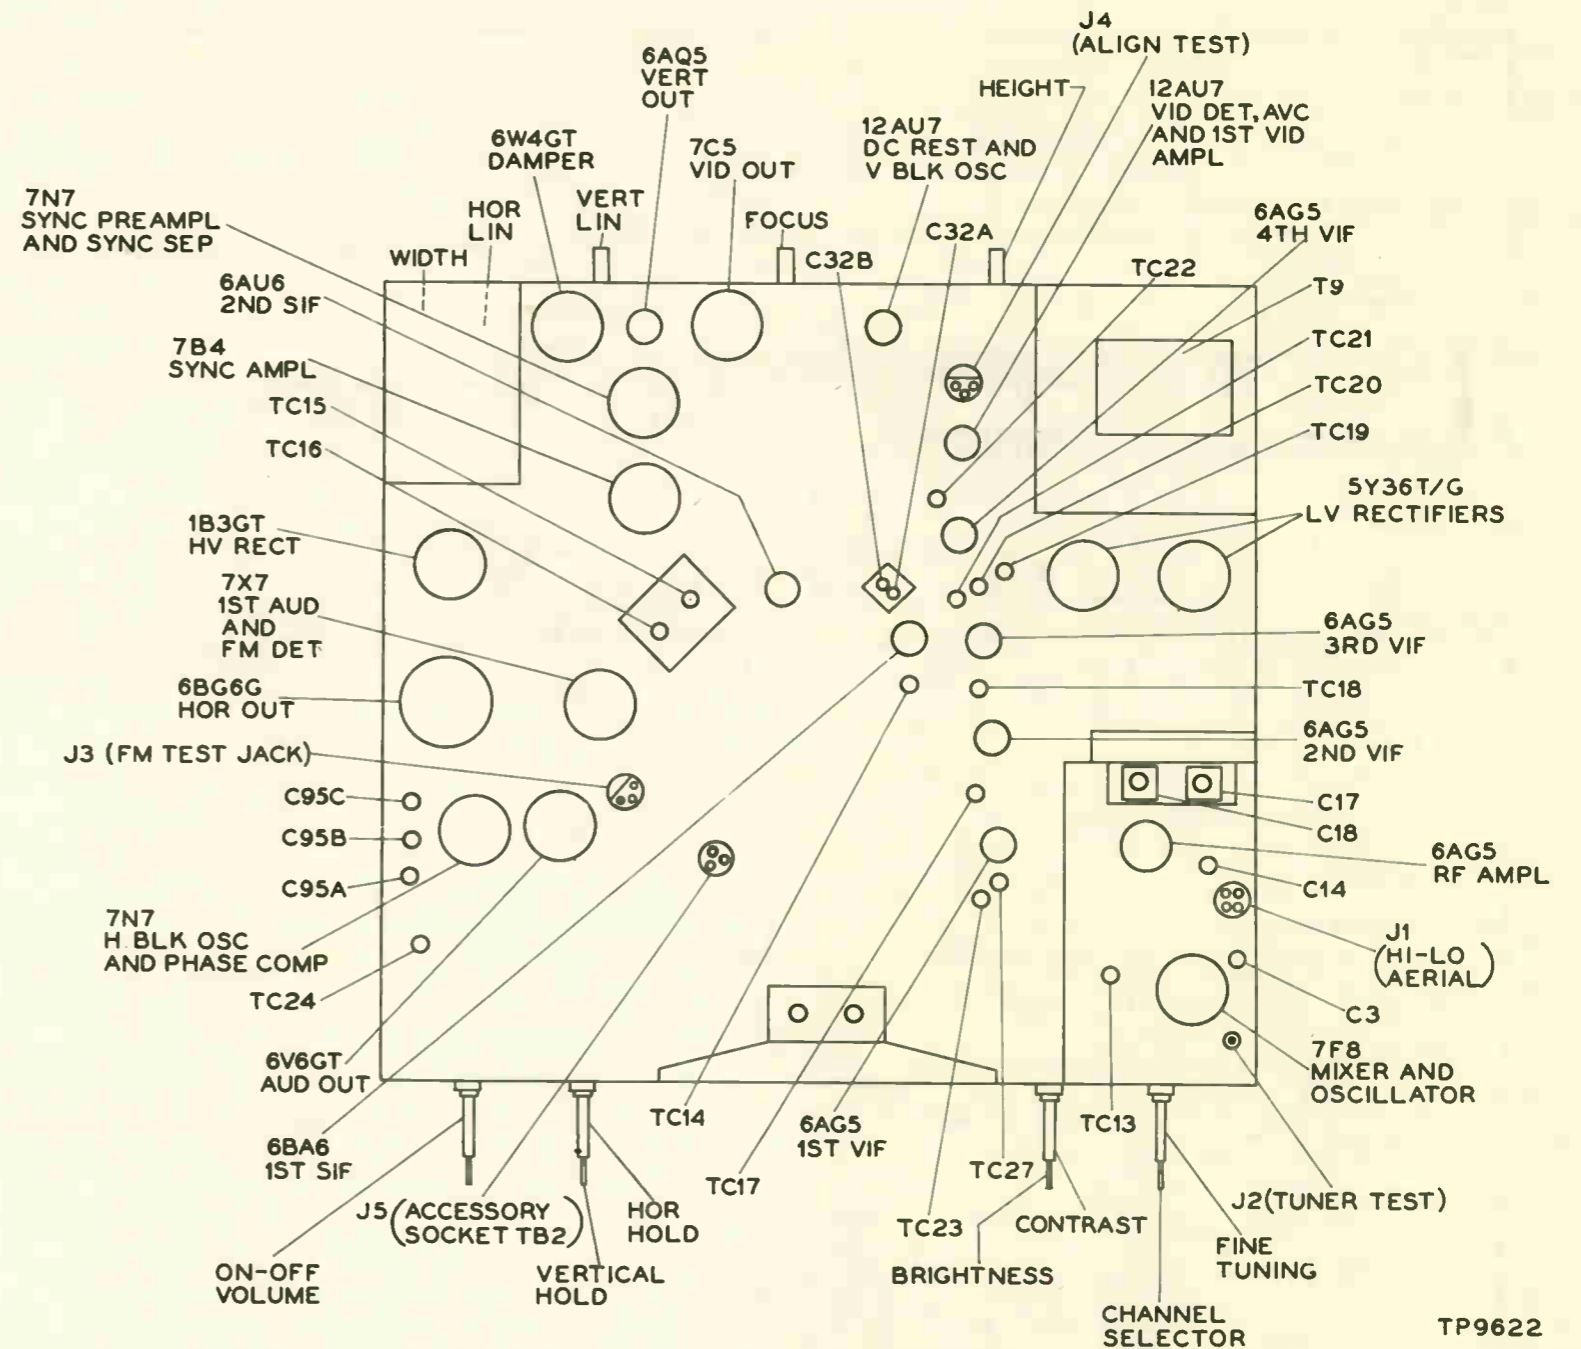 J4
(ALIGN TEST)
6AQ5
VERT
OUT
HEIGHT
12AU7
VID DET, AVC
AND 1ST VID
AMPL
12AU7
DC REST AND
V BLK OSC
6W4GT
DAMPER
7C5
VID OUT
7N7
SYNC PREAMPL
AND SYNC SEP
HOR
LIN
VERT
LIN
FOCUS
C32A
6AG5
4TH VIF
WIDTH
C32B
TC22
6AU6
2ND SIF
T9
7B4
SYNC AMPL
TC21
TC15
TC20
TC16
TC19
5Y36T/G
LV RECTIFIERS
1B3GT
HV RECT
7X7
1ST AUD
AND
FM DET
6AG5
3RD VIF
6BG6G
HOR OUT
TC18
J3 (FM TEST JACK)
6AG5
2ND VIF
C95C
C17
C95B
C18
6AG5
RF AMPL
C95A
C14
7N7
H BLK OSC
AND PHASE COMP
J1
(HI-LO
AERIAL)
TC24
C3
6V6GT
AUD OUT
7F8
MIXER AND
OSCILLATOR
6BA6
1ST SIF
TC14
6AG5
1ST VIF
TC13
TC17
TC27
J2 (TUNER TEST)
J5 (ACCESSORY
SOCKET TB2)
HOR
HOLD
TC23
CONTRAST
FINE
TUNING
ON-OFF
VOLUME
VERTICAL
HOLD
BRIGHTNESS
CHANNEL
SELECTOR
TP9622